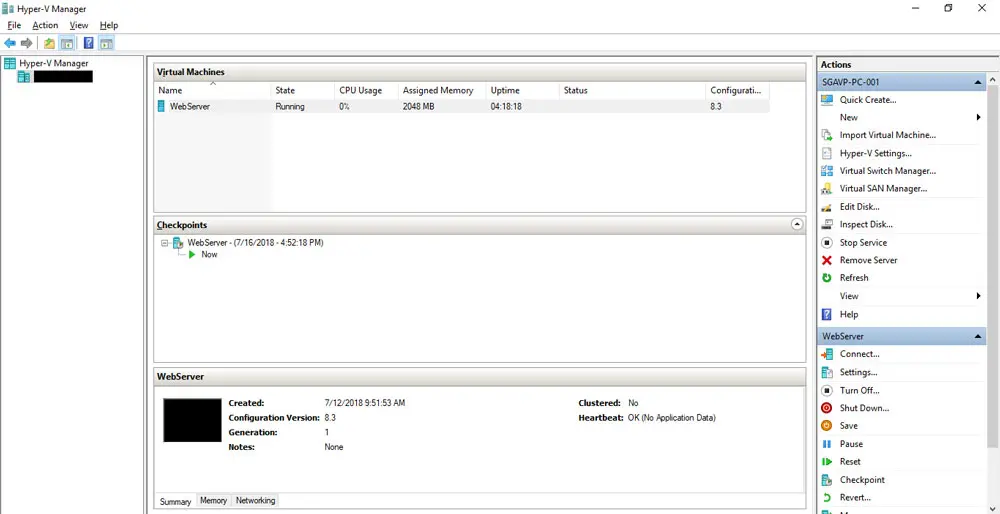 Hyper-V Manager
File Action View Help
Hyper-V Manager
Virtual Machines
Name State CPU Usage Assigned Memory Uptime Status Configurati...
WebServer Running 0% 2048 MB 04:18:18 8.3
Checkpoints
WebServer - (7/16/2018 - 4:52:18 PM)
Now
WebServer
Created: 7/12/2018 9:51:53 AM Clustered: No
Configuration Version: 8.3 Heartbeat: OK (No Application Data)
Generation: 1
Notes: None
Summary Memory Networking
Actions
SGAVP-PC-001
Quick Create...
New
Import Virtual Machine...
Hyper-V Settings...
Virtual Switch Manager...
Virtual SAN Manager...
Edit Disk...
Inspect Disk...
Stop Service
Remove Server
Refresh
View
Help
WebServer
Connect...
Settings...
Turn Off...
Shut Down...
Save
Pause
Reset
Checkpoint
Revert...